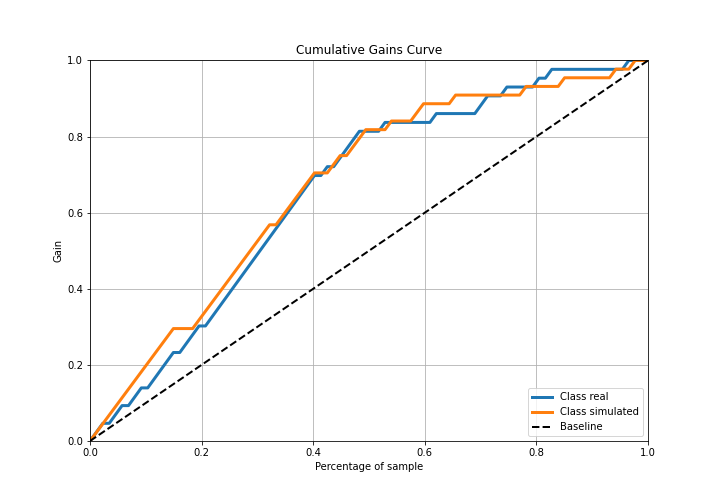 Cumulative Gains Curve
1.0
0.8
0.6
0.4
0.2
0.0
Gain
0.0 0.2 0.4 0.6 0.8 1.0
Percentage of sample
Class real
Class simulated
Baseline